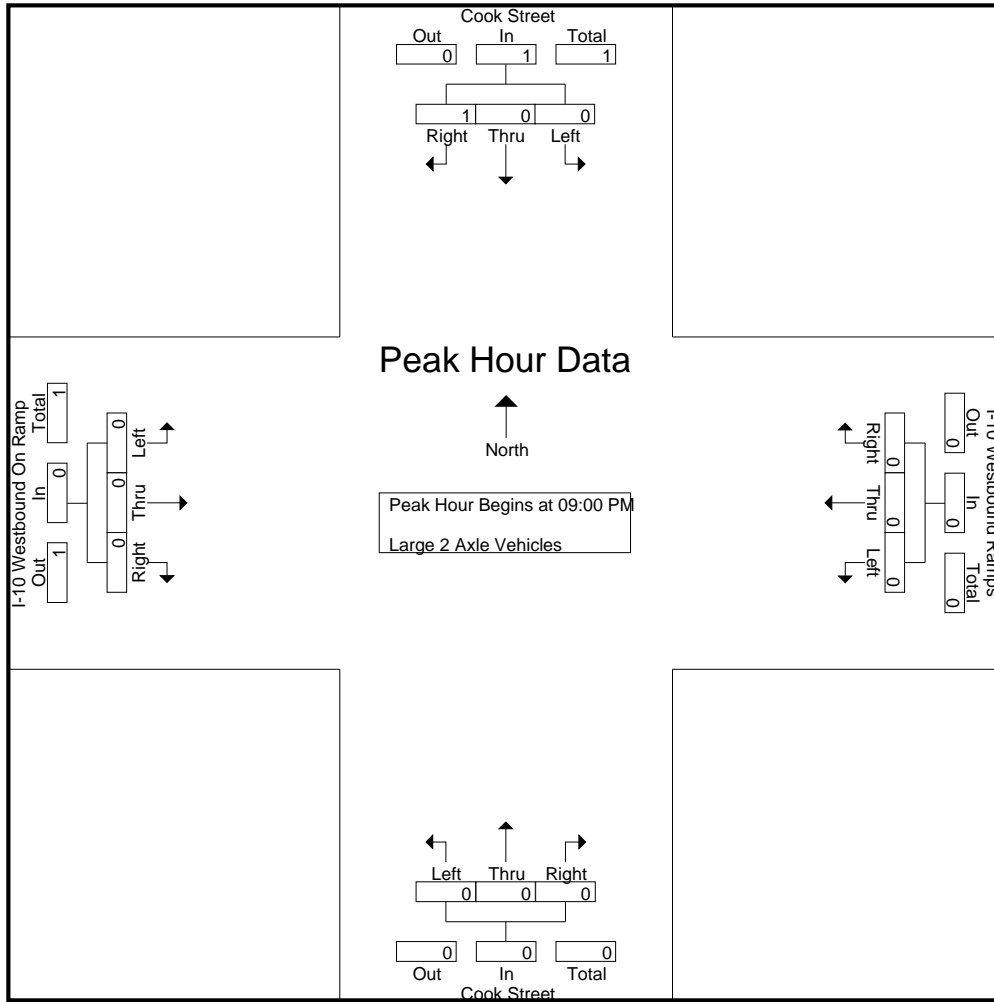 Cook Street
Out In Total
0 1 1
1 0 0
Right Thru Left
Peak Hour Data
North
Peak Hour Begins at 09:00 PM
Large 2 Axle Vehicles
I-10 Westbound On Ramp
Out In Total
1 0 1
0 0 0
Right Thru Left
I-10 Westbound Ramps
Out In Total
0 0 0
0 0 0
Right Thru Left
Left Thru Right
0 0 0
0 0 0
Out In Total
Cook Street